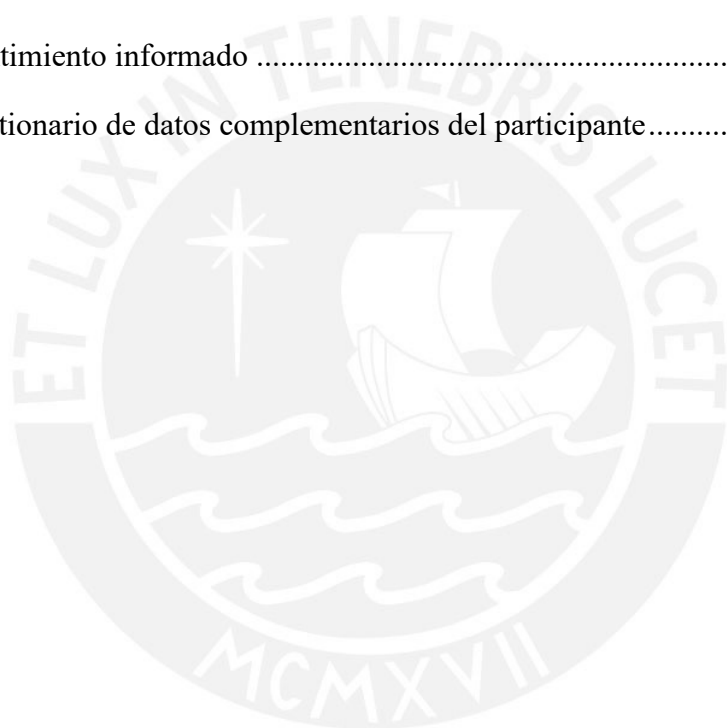 timiento informado ..........................................................
tionario de datos complementarios del participante..........
ET LUX IN TENEBRIS LUCET
MCMXVII